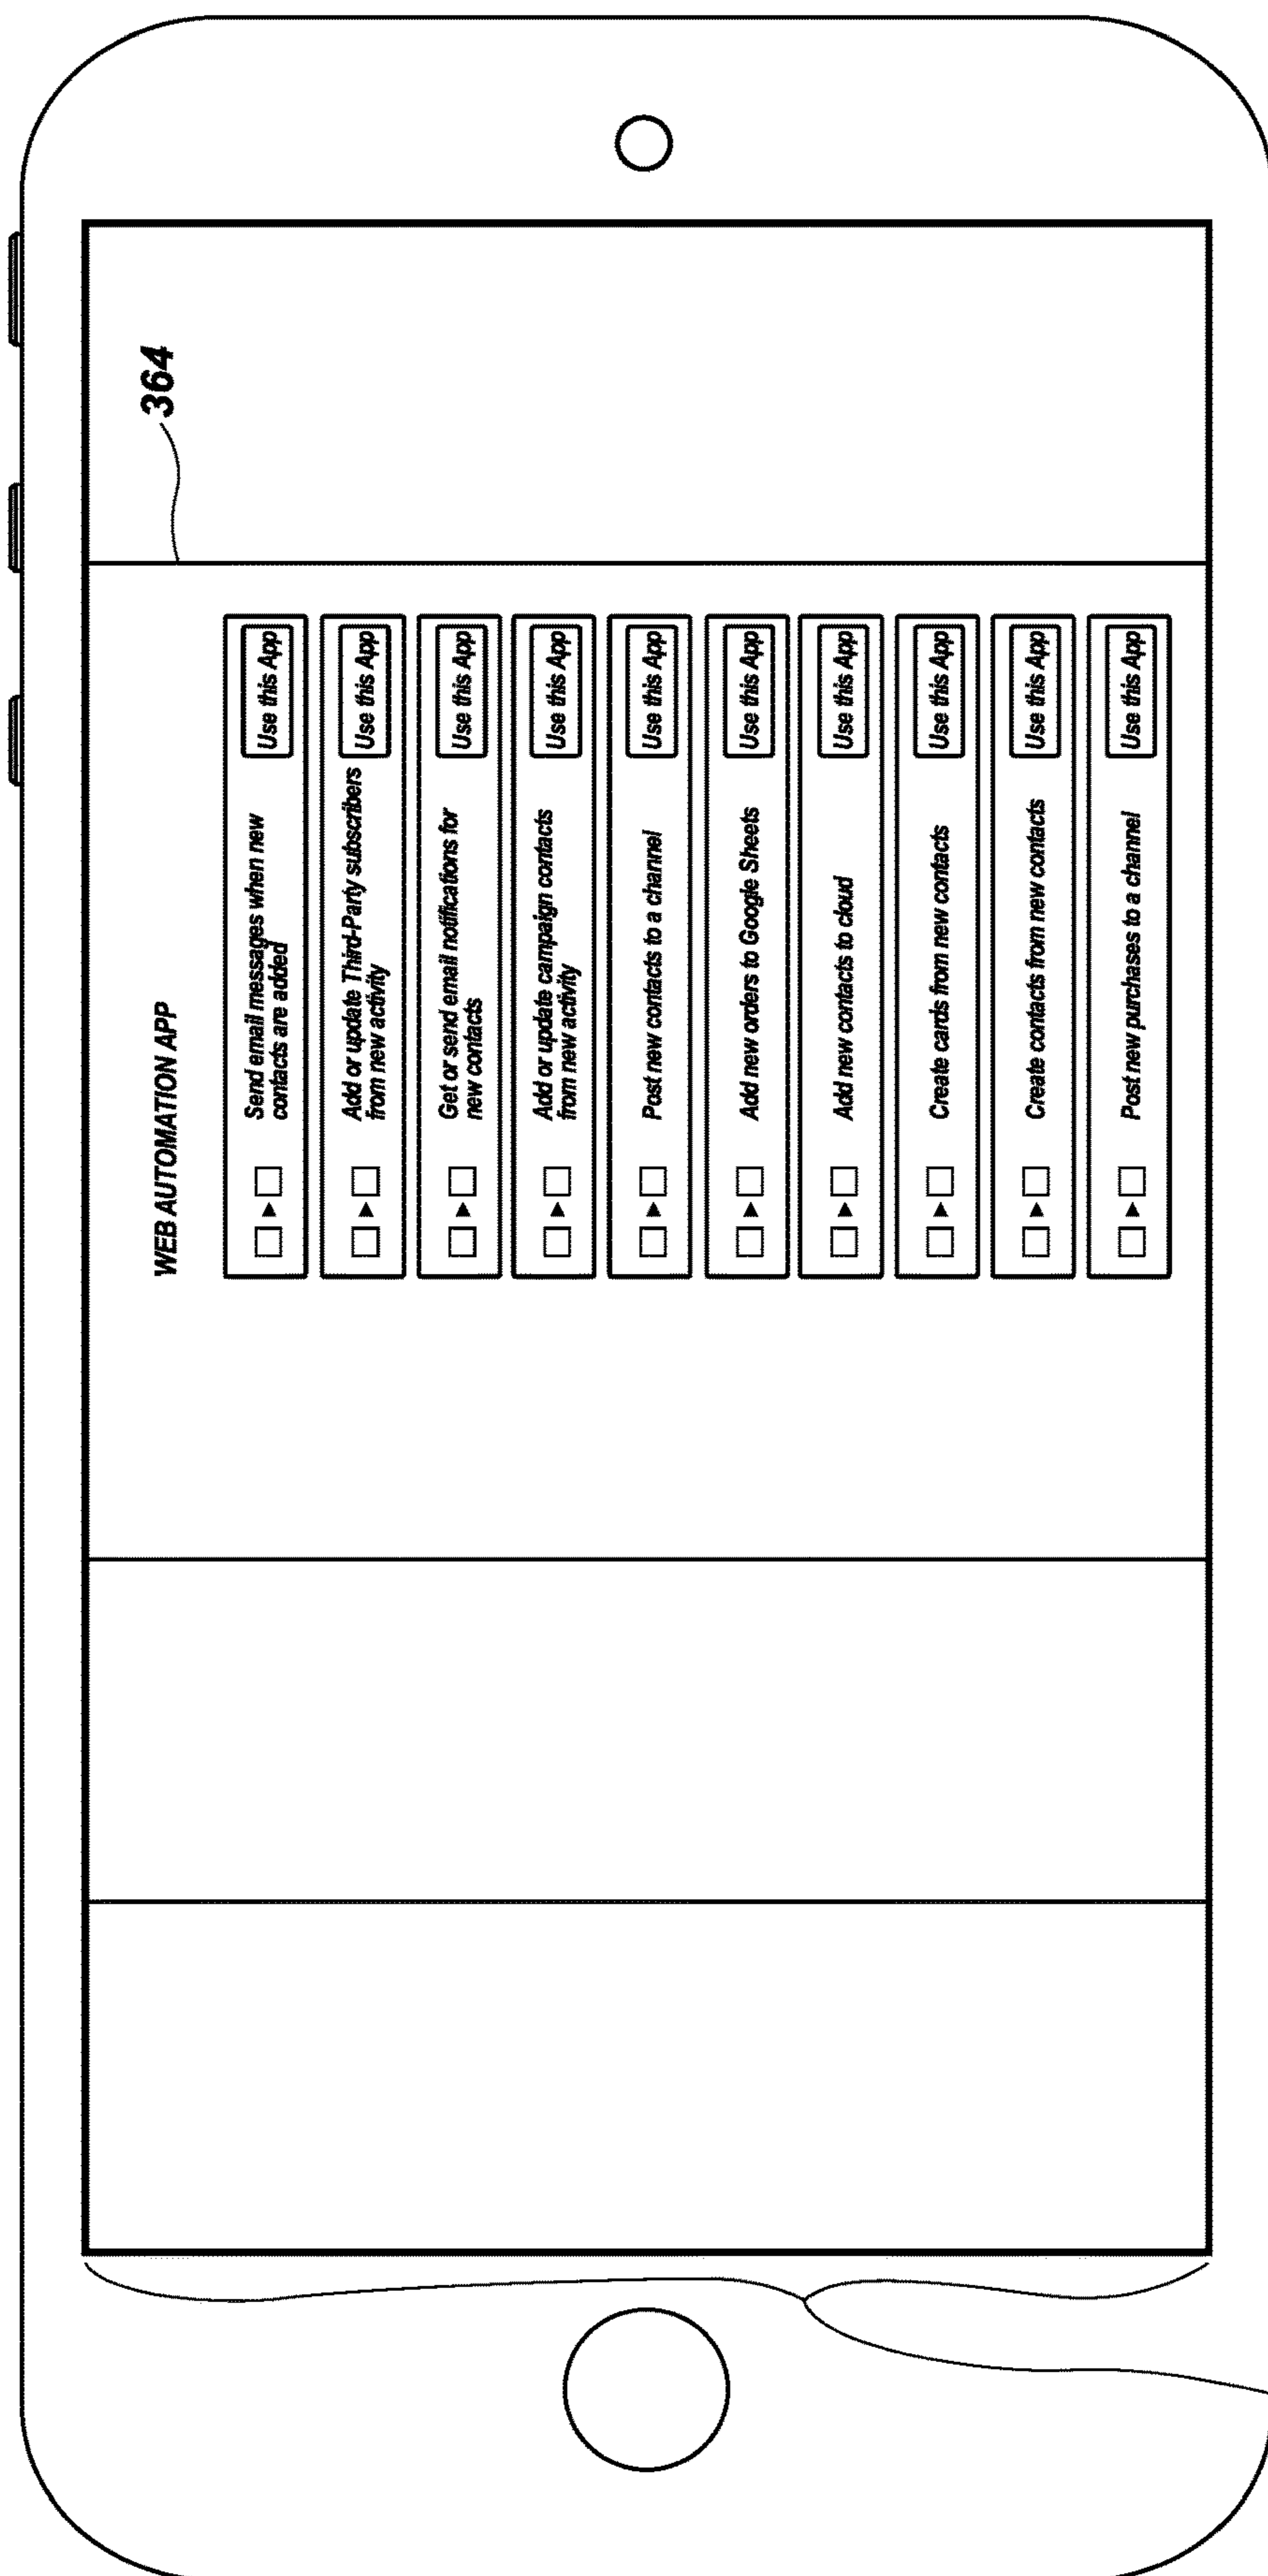 364
WEB AUTOMATION APP
Send email messages when new
contacts are added
Use this App
Add or update Third-Party subscribers
from new activity
Use this App
Get or send email notifications for
new contacts
Use this App
Add or update campaign contacts
from new activity
Use this App
Post new contacts to a channel
Use this App
Add new orders to Google Sheets
Use this App
Add new contacts to cloud
Use this App
Create cards from new contacts
Use this App
Create contacts from new contacts
Use this App
Post new purchases to a channel
Use this App